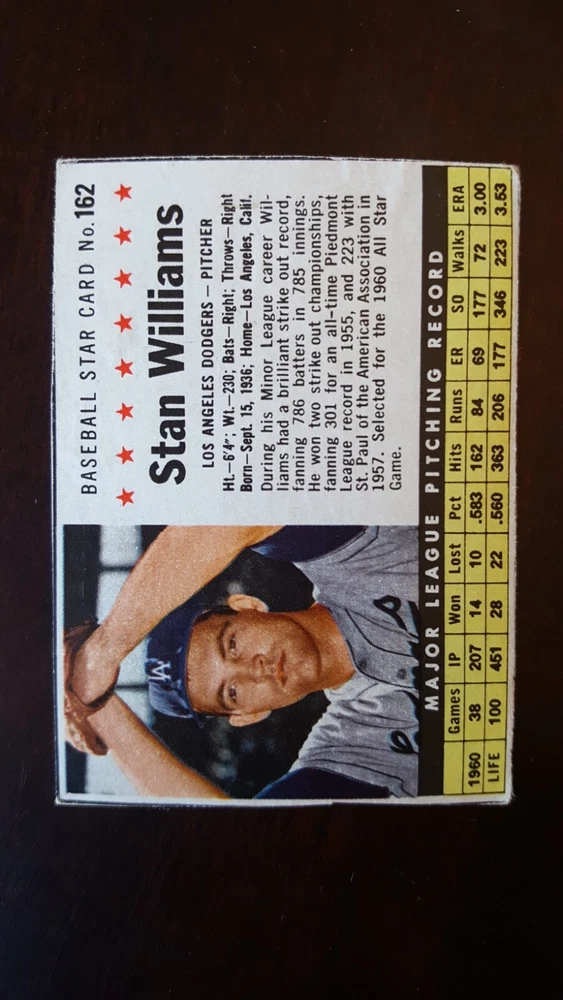 BASEBALL STAR CARD No. 162
Stan Williams
LOS ANGELES DODGERS — PITCHER
Ht.—6'4"; Wt.—230; Bats—Right; Throws—Right
Born—Sept. 15, 1936; Home—Los Angeles, Calif.
During his Minor League career Wil-
liams had a brilliant strike out record,
fanning 786 batters in 785 innings.
He won two strike out championships,
fanning 301 for an all-time Piedmont
League record in 1955, and 223 with
St. Paul of the American Association in
1957. Selected for the 1960 All Star
Game.
LA
MAJOR LEAGUE PITCHING RECORD
Games IP Won Lost Pct Hits Runs ER SO Walks ERA
1960 38 207 14 10 .583 162 84 69 177 72 3.00
LIFE 100 451 28 22 .560 363 206 177 346 223 3.53